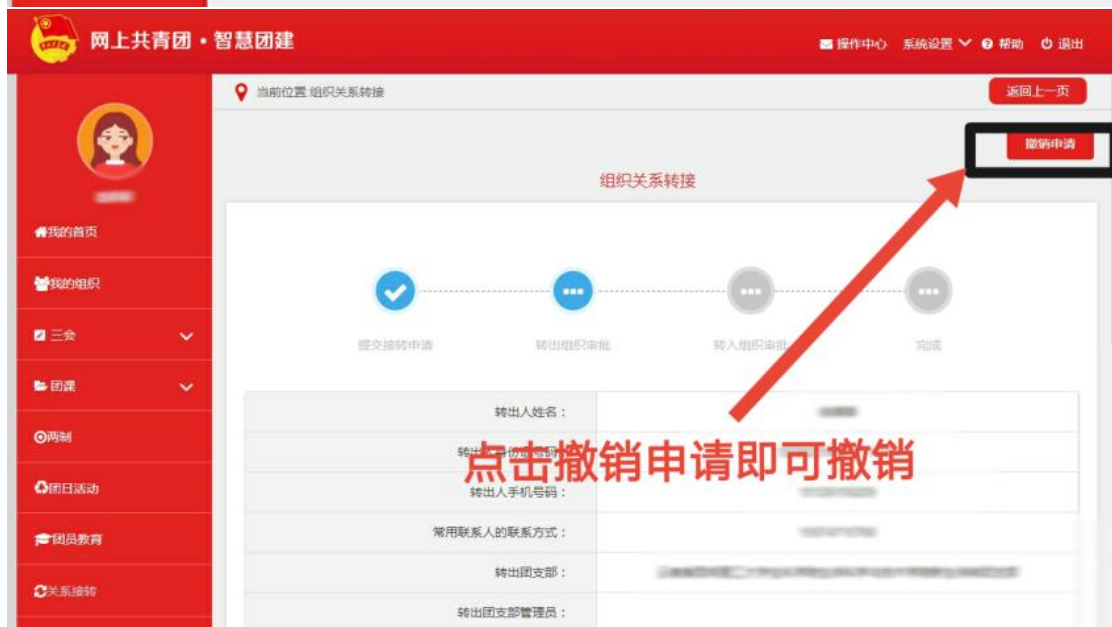 网上共青团·智慧团建
操作中心 系统设置 帮助 退出
当前位置:组织关系转接
返回上一页
撤销申请
组织关系转接
我的首页
我的组织
三会
团课
两制
团日活动
团员教育
关系接转
提交接转申请 转出组织审批 转入组织审批 完成
转出人姓名：
点击撤销申请即可撤销
转出人手机号码：
常用联系人的联系方式：
转出团支部：
转出团支部管理员：